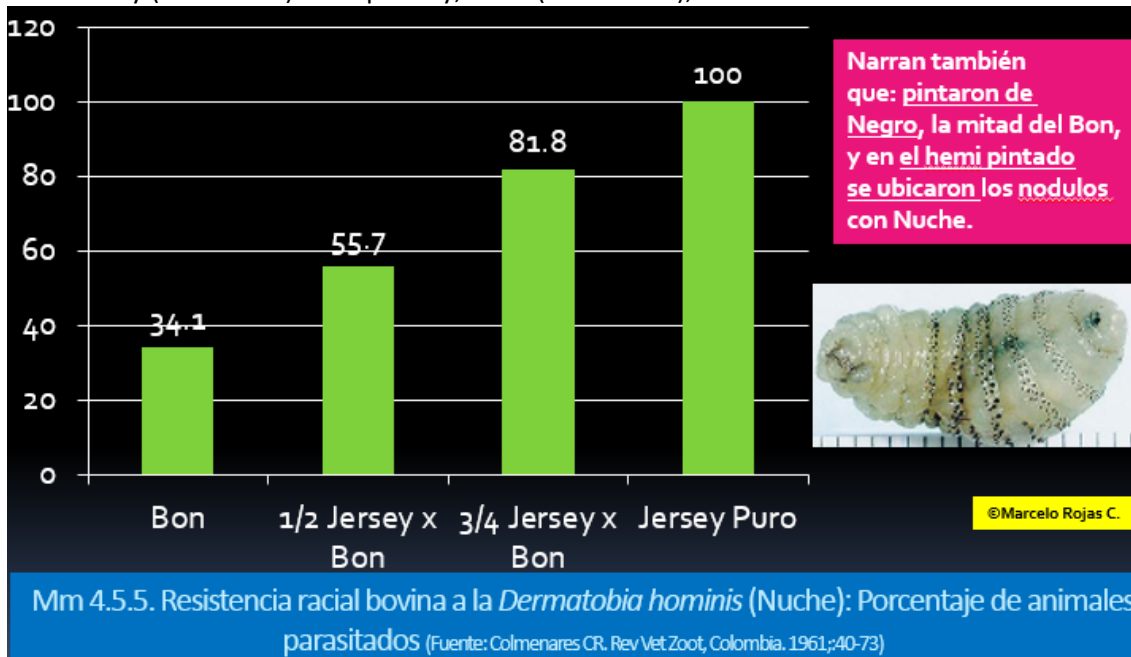 120
100
80
60
40
20
0
34.1
55.7
81.8
100
Bon
1/2 Jersey x
Bon
3/4 Jersey x
Bon
Jersey Puro
Narran también
que: pintaron de
Negro, la mitad del Bon,
y en el hemi pintado
se ubicaron los nodulos
con Nuche.
©Marcelo Rojas C.
Mm 4.5.5. Resistencia racial bovina a la Dermatobia hominis (Nuche): Porcentaje de animales
parasitados (Fuente: Colmenares CR. Rev Vet Zoot, Colombia. 1961;:40-73)